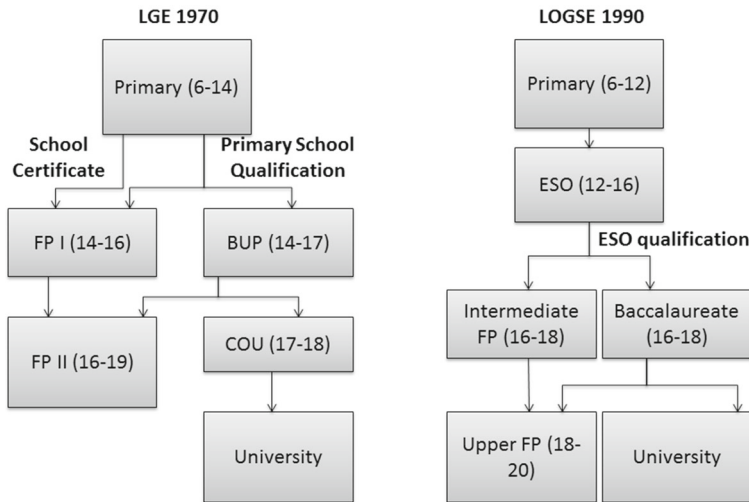 LGE 1970
Primary (6-14)
School
Certificate
Primary School
Qualification
FP I (14-16)
BUP (14-17)
FP II (16-19)
COU (17-18)
University
LOGSE 1990
Primary (6-12)
ESO (12-16)
ESO qualification
Intermediate
FP (16-18)
Baccalaureate
(16-18)
Upper FP (18-
20)
University